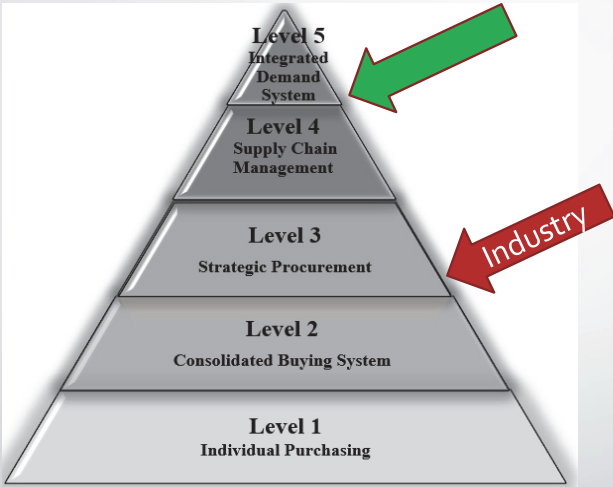 Level 5
Integrated
Demand
System
Level 4
Supply Chain
Management
Level 3
Strategic Procurement
Industry
Level 2
Consolidated Buying System
Level 1
Individual Purchasing